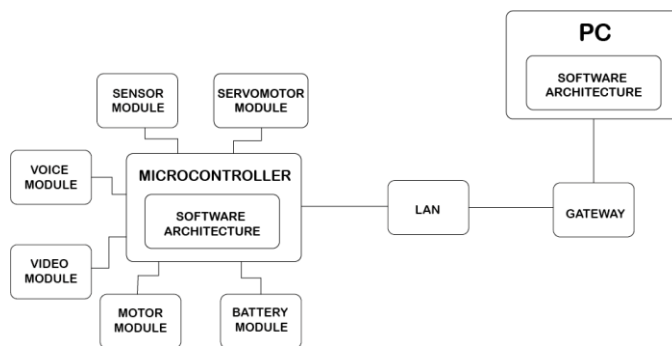 PC
SOFTWARE
ARCHITECTURE
SENSOR
MODULE
SERVOMOTOR
MODULE
VOICE
MODULE
MICROCONTROLLER
SOFTWARE
ARCHITECTURE
LAN
GATEWAY
VIDEO
MODULE
MOTOR
MODULE
BATTERY
MODULE